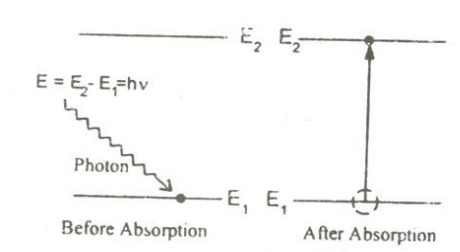 E₂ E₂
E = E₂- E₁=hν
Photon
E₁ E₁
Before Absorption
After Absorption